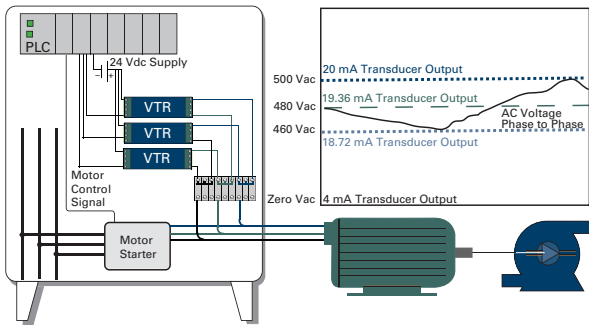 PLC
24 Vdc Supply
– +
VTR
VTR
VTR
Motor
Control
Signal
Motor
Starter
20 mA Transducer Output
500 Vac
19.36 mA Transducer Output
480 Vac
AC Voltage
Phase to Phase
460 Vac
18.72 mA Transducer Output
Zero Vac
4 mA Transducer Output